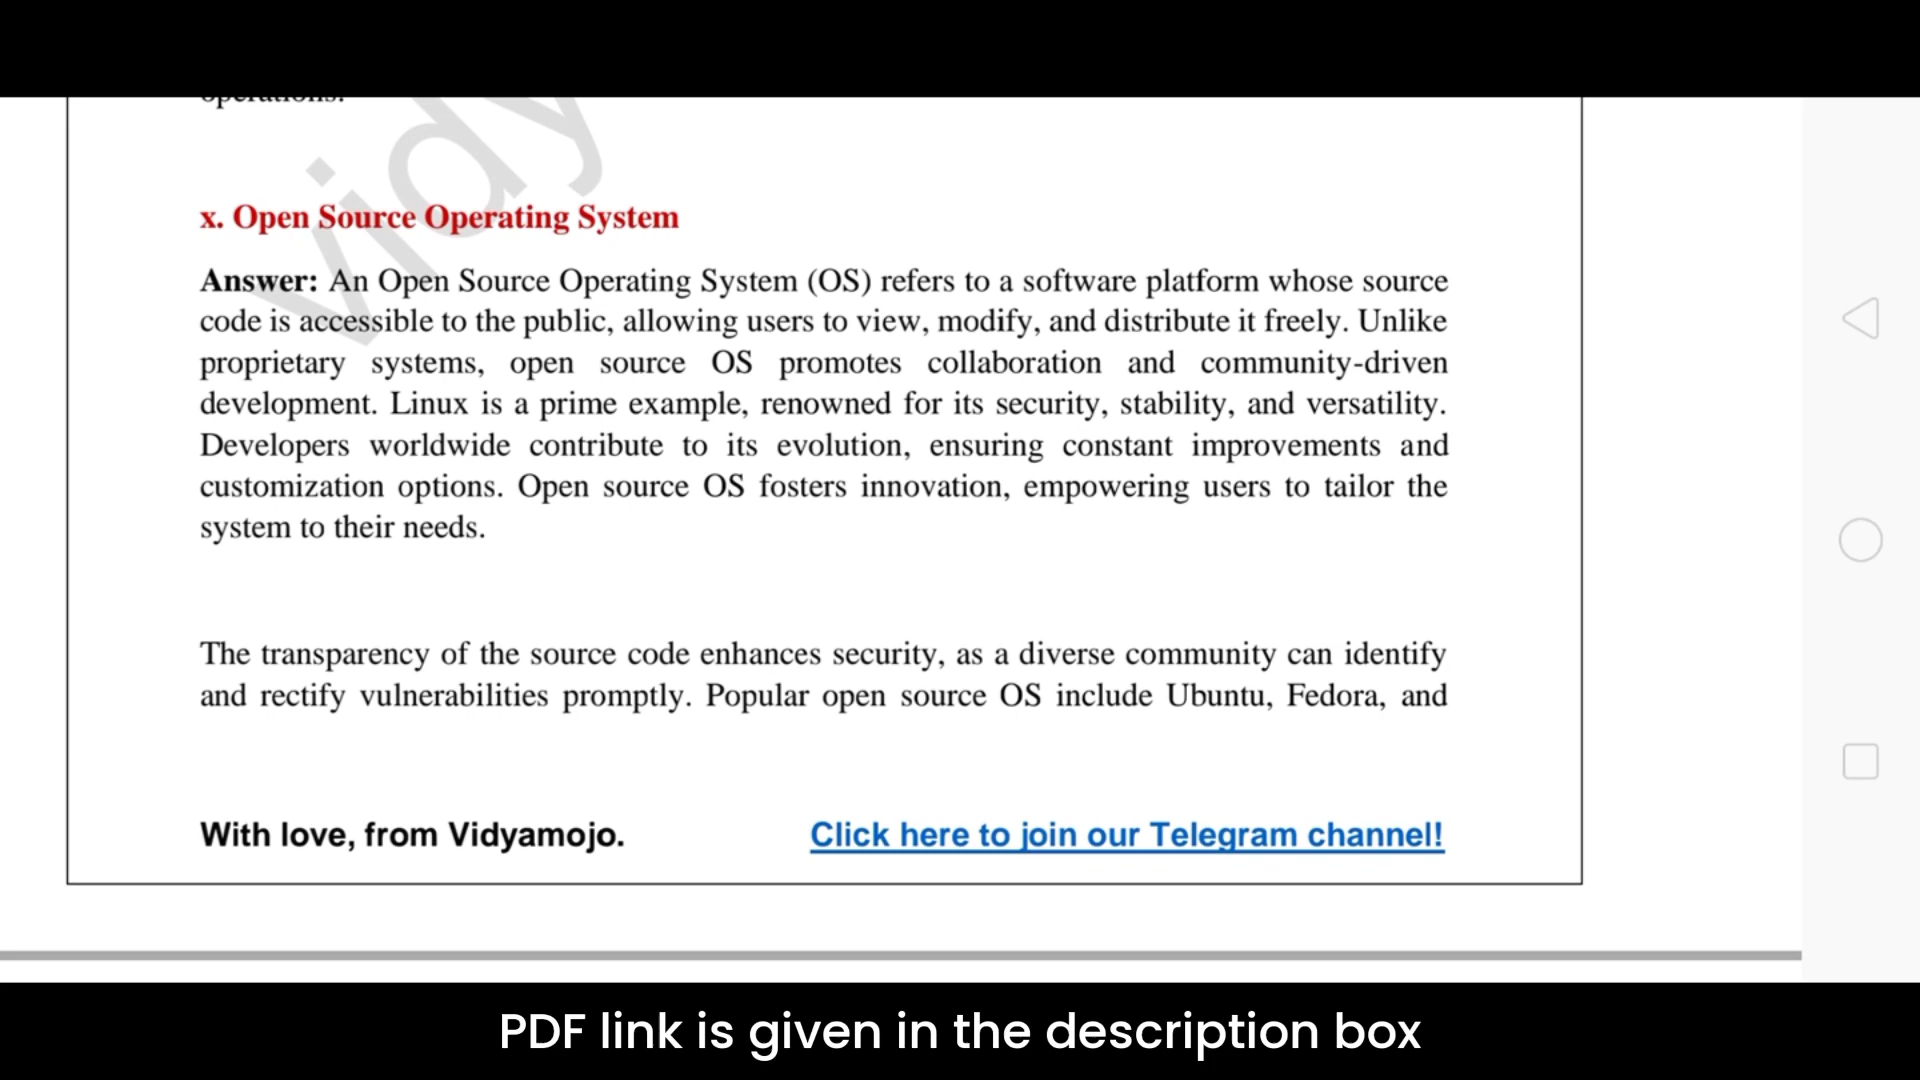 operations.
x. Open Source Operating System
Answer: An Open Source Operating System (OS) refers to a software platform whose source
code is accessible to the public, allowing users to view, modify, and distribute it freely. Unlike
proprietary systems, open source OS promotes collaboration and community-driven
development. Linux is a prime example, renowned for its security, stability, and versatility.
Developers worldwide contribute to its evolution, ensuring constant improvements and
customization options. Open source OS fosters innovation, empowering users to tailor the
system to their needs.
The transparency of the source code enhances security, as a diverse community can identify
and rectify vulnerabilities promptly. Popular open source OS include Ubuntu, Fedora, and
With love, from Vidyamojo. Click here to join our Telegram channel!
PDF link is given in the description box